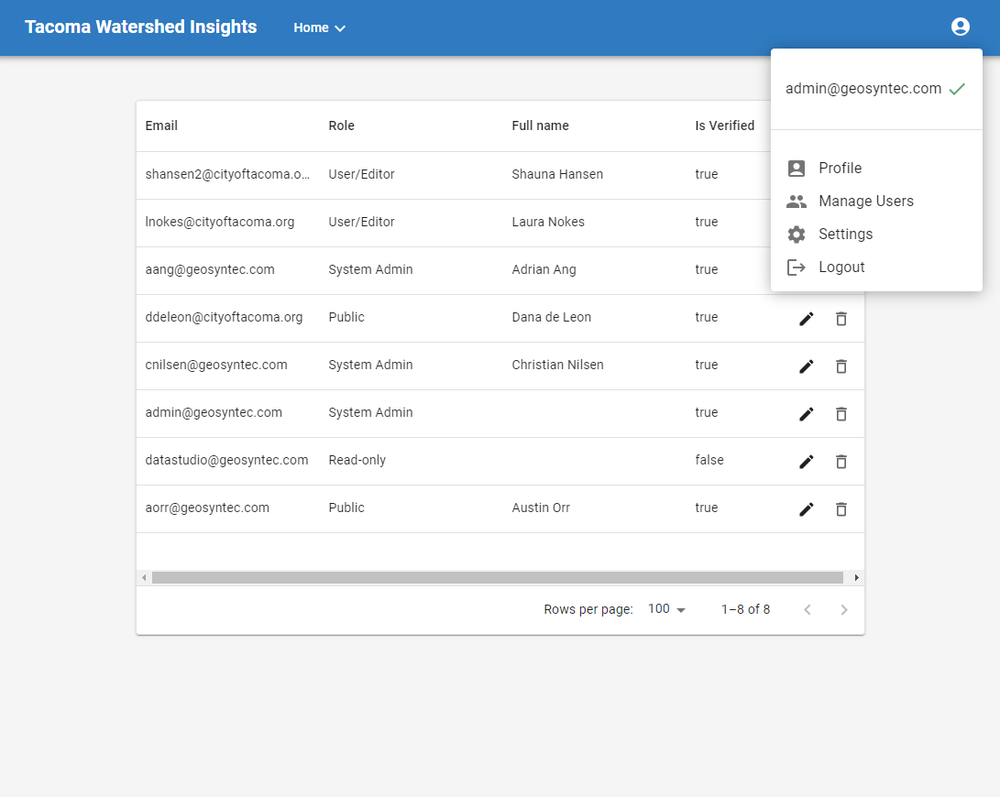 Tacoma Watershed Insights Home
admin@geosyntec.com
Profile
Manage Users
Settings
Logout
Email Role Full name Is Verified
shansen2@cityoftacoma.o... User/Editor Shauna Hansen true
lnokes@cityoftacoma.org User/Editor Laura Nokes true
aang@geosyntec.com System Admin Adrian Ang true
ddeleon@cityoftacoma.org Public Dana de Leon true
cnilsen@geosyntec.com System Admin Christian Nilsen true
admin@geosyntec.com System Admin true
datastudio@geosyntec.com Read-only false
aorr@geosyntec.com Public Austin Orr true
Rows per page: 100 1–8 of 8